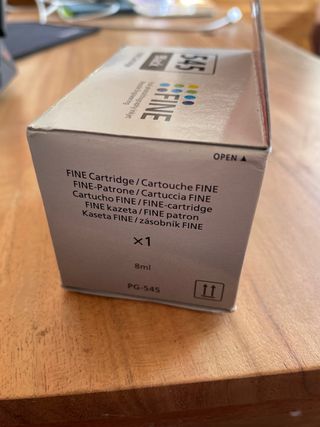 545
Black
FINE
OPEN ▲
FINE Cartridge / Cartouche FINE
FINE-Patrone / Cartuccia FINE
Cartucho FINE / FINE-cartridge
FINE kazeta / FINE patron
Kaseta FINE / zásobník FINE
×1
8ml
PG-545